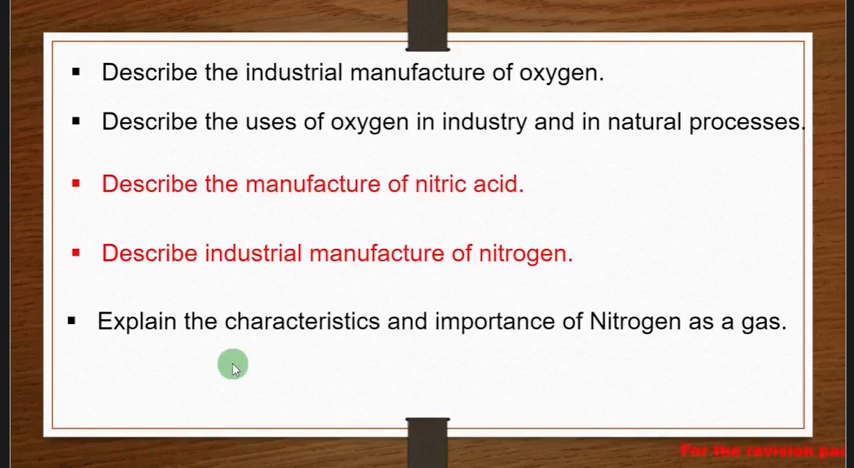 ▪ Describe the industrial manufacture of oxygen.
▪ Describe the uses of oxygen in industry and in natural processes.
▪ Describe the manufacture of nitric acid.
▪ Describe industrial manufacture of nitrogen.
▪ Explain the characteristics and importance of Nitrogen as a gas.
For the revision